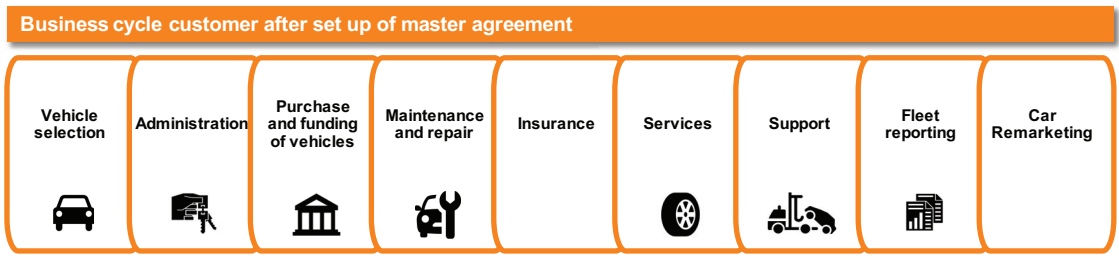 Business cycle customer after set up of master agreement
Vehicle
selection
Administration
Purchase
and funding
of vehicles
Maintenance
and repair
Insurance
Services
Support
Fleet
reporting
Car
Remarketing